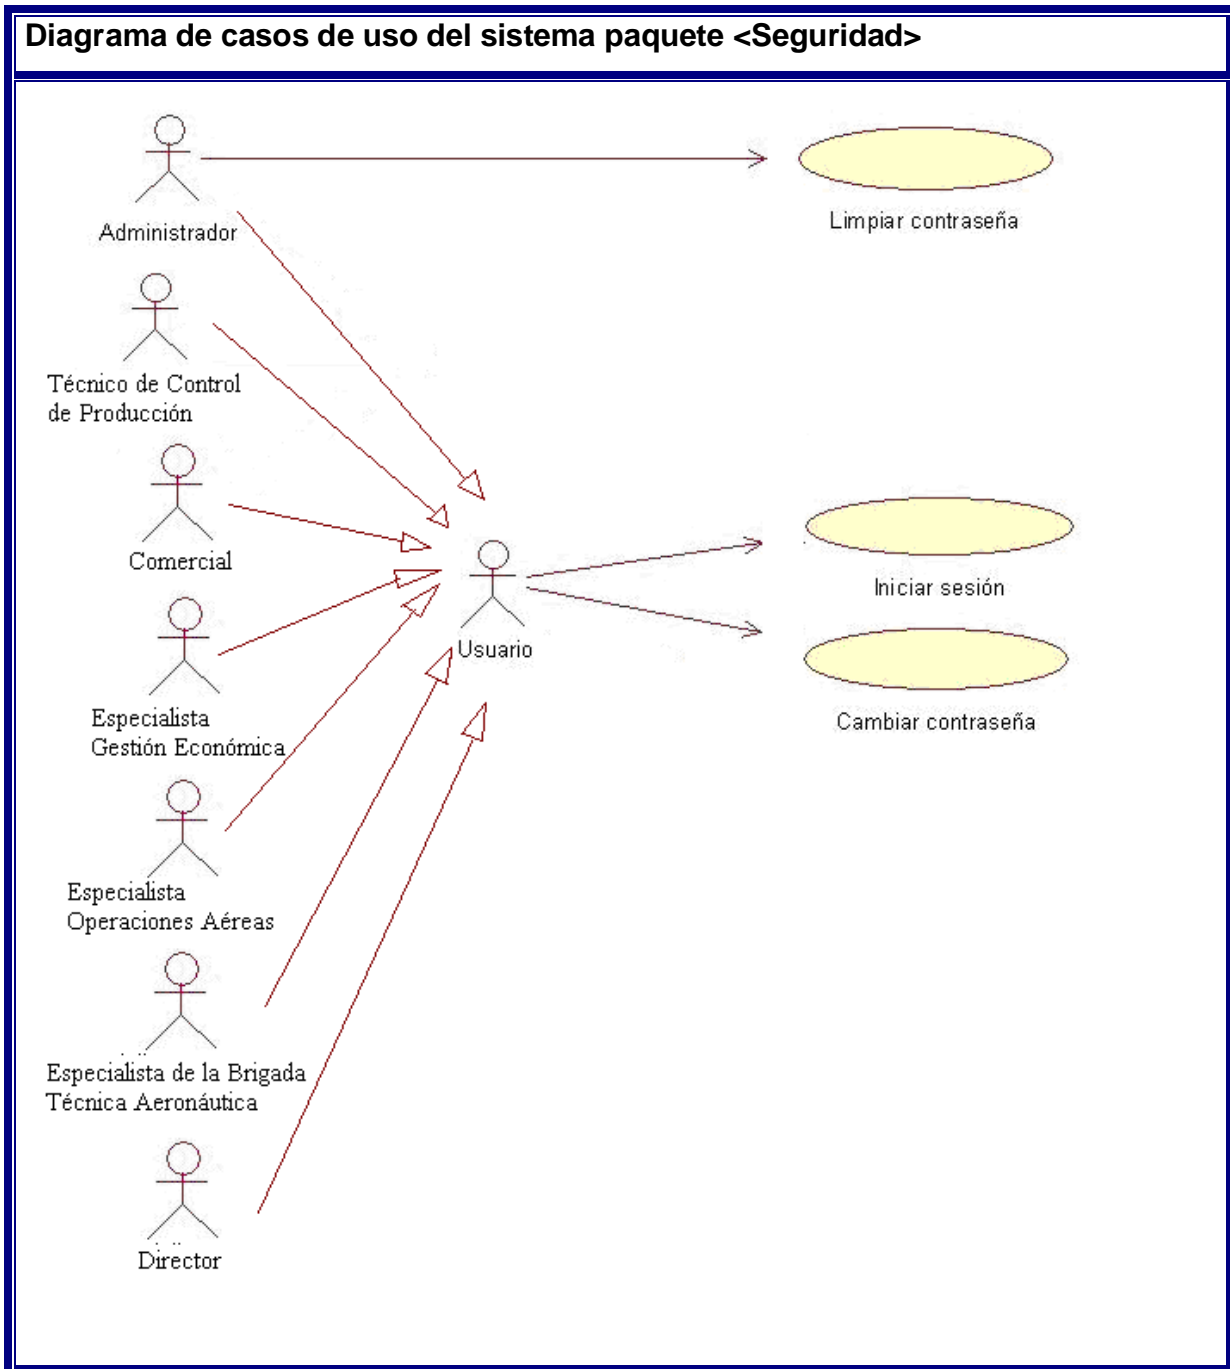 Diagrama de casos de uso del sistema paquete <Seguridad>
Administrador
Limpiar contraseña
Técnico de Control
de Producción
Comercial
Iniciar sesión
Usuario
Especialista
Gestión Económica
Cambiar contraseña
Especialista
Operaciones Aéreas
Especialista de la Brigada
Técnica Aeronáutica
Director